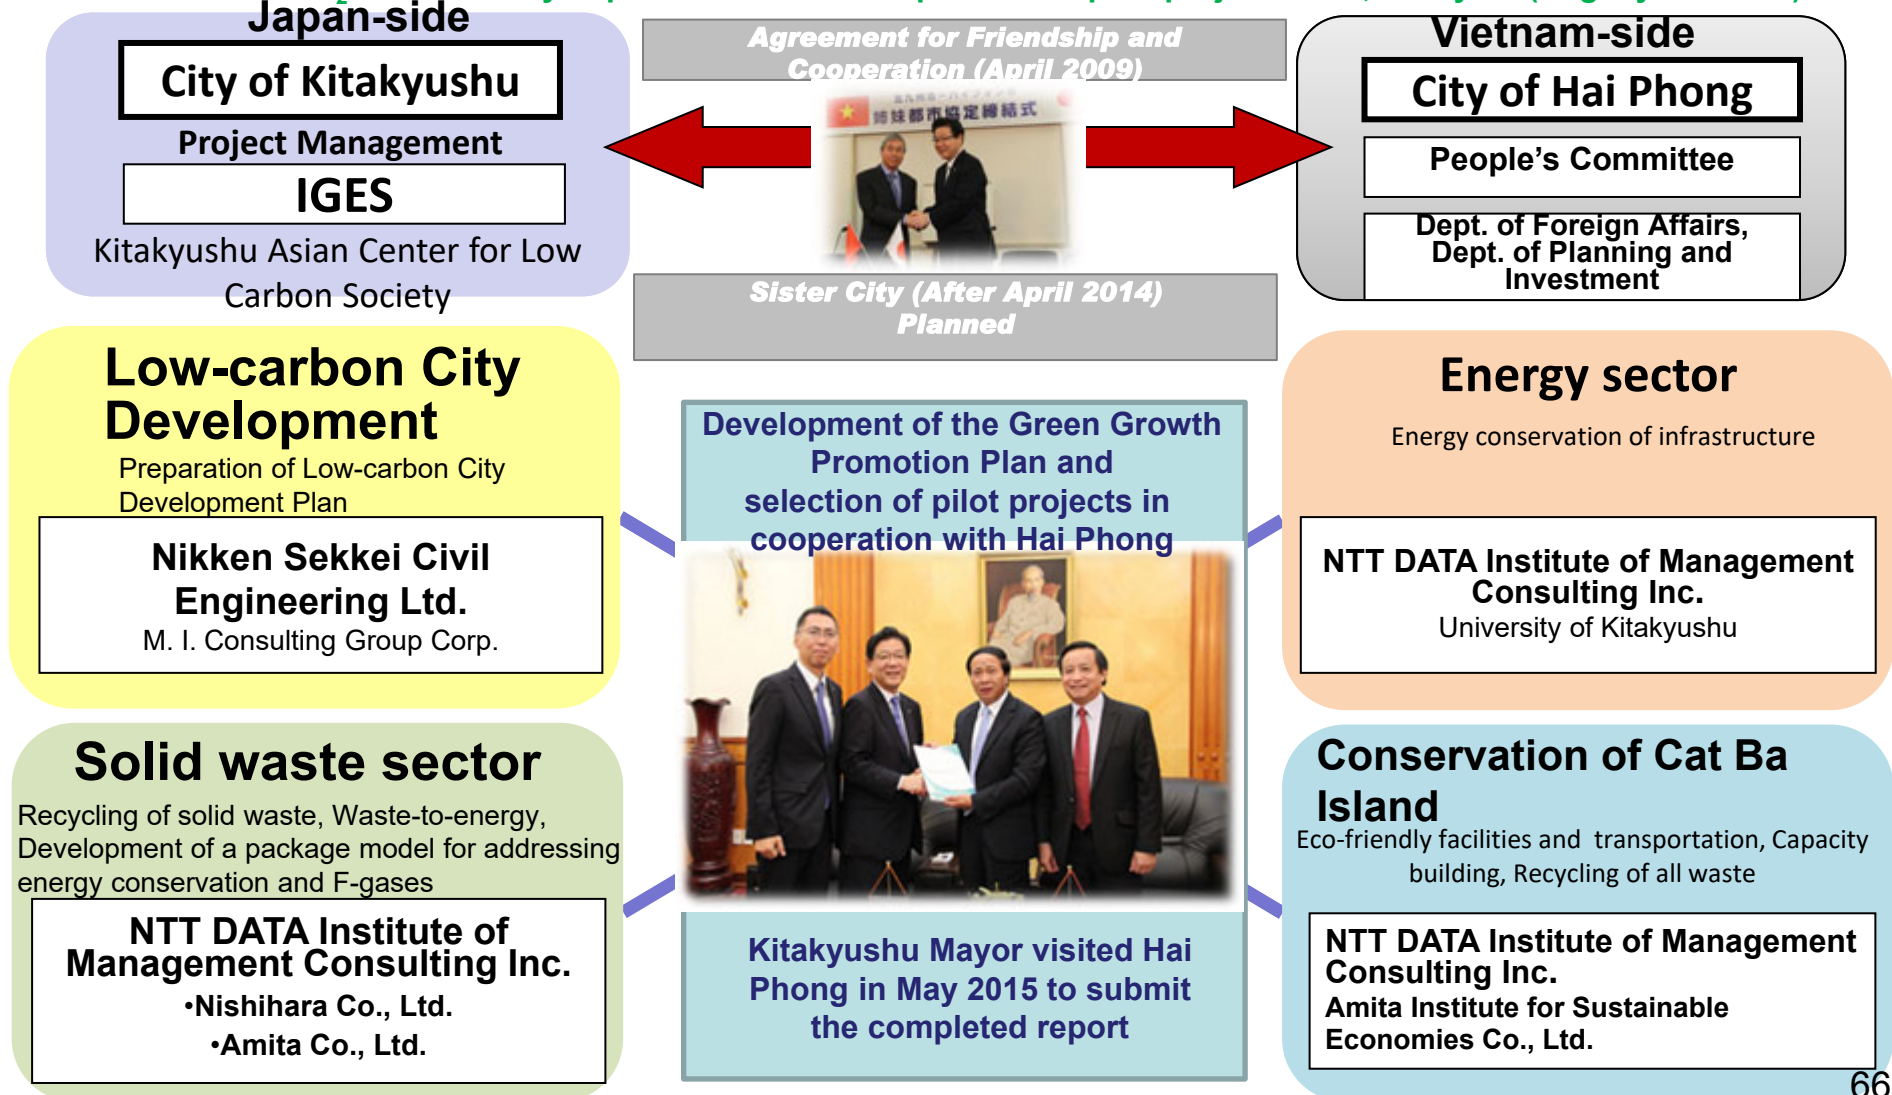 Japan-side
City of Kitakyushu
Project Management
IGES
Kitakyushu Asian Center for Low
Carbon Society
Agreement for Friendship and
Cooperation (April 2009)
姉妹都市協定締結式
Sister City (After April 2014)
Planned
Vietnam-side
City of Hai Phong
People’s Committee
Dept. of Foreign Affairs,
Dept. of Planning and
Investment
Low-carbon City
Development
Preparation of Low-carbon City
Development Plan
Nikken Sekkei Civil
Engineering Ltd.
M. I. Consulting Group Corp.
Development of the Green Growth
Promotion Plan and
selection of pilot projects in
cooperation with Hai Phong
Energy sector
Energy conservation of infrastructure
NTT DATA Institute of Management
Consulting Inc.
University of Kitakyushu
Solid waste sector
Recycling of solid waste, Waste-to-energy,
Development of a package model for addressing
energy conservation and F-gases
NTT DATA Institute of
Management Consulting Inc.
•Nishihara Co., Ltd.
•Amita Co., Ltd.
Kitakyushu Mayor visited Hai
Phong in May 2015 to submit
the completed report
Conservation of Cat Ba
Island
Eco-friendly facilities and  transportation, Capacity
building, Recycling of all waste
NTT DATA Institute of Management
Consulting Inc.
Amita Institute for Sustainable
Economies Co., Ltd.
66